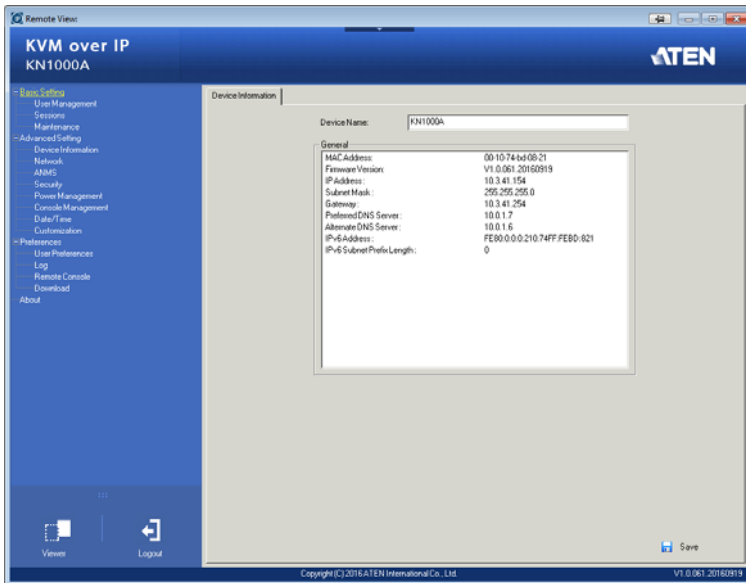 Remote View:
KVM over IP
KN1000A
ATEN
Basic Setting
User Management
Sessions
Maintenance
Advanced Setting
Device Information
Network
ANMS
Security
Power Management
Console Management
Date/Time
Customization
Preferences
User Preferences
Log
Remote Console
Download
About
Viewer
Logout
Device Information
Device Name: KN1000A
General
MAC Address: 00-10-74-bd-08-21
Firmware Version: V1.0.061.20160919
IP Address: 10.3.41.154
Subnet Mask: 255.255.255.0
Gateway: 10.3.41.254
Preferred DNS Server: 10.0.1.7
Alternate DNS Server: 10.0.1.6
IPv6 Address: FE80:0:0:0:210:74FF:FEBD:821
IPv6 Subnet Prefix Length: 0
Save
Copyright (C) 2016 ATEN International Co., Ltd.
V1.0.061.20160919